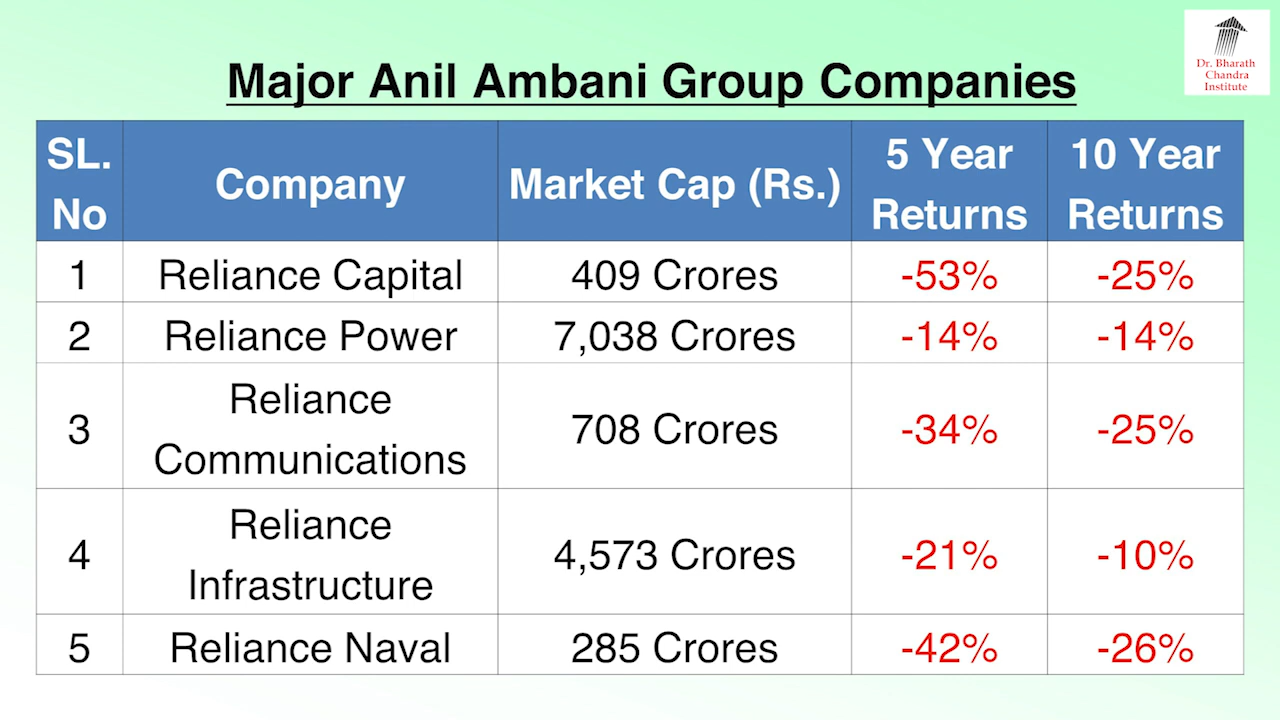 Dr. Bharath
Chandra
Institute
Major Anil Ambani Group Companies
SL. No Company Market Cap (Rs.) 5 Year Returns 10 Year Returns
1 Reliance Capital 409 Crores -53% -25%
2 Reliance Power 7,038 Crores -14% -14%
3 Reliance Communications 708 Crores -34% -25%
4 Reliance Infrastructure 4,573 Crores -21% -10%
5 Reliance Naval 285 Crores -42% -26%